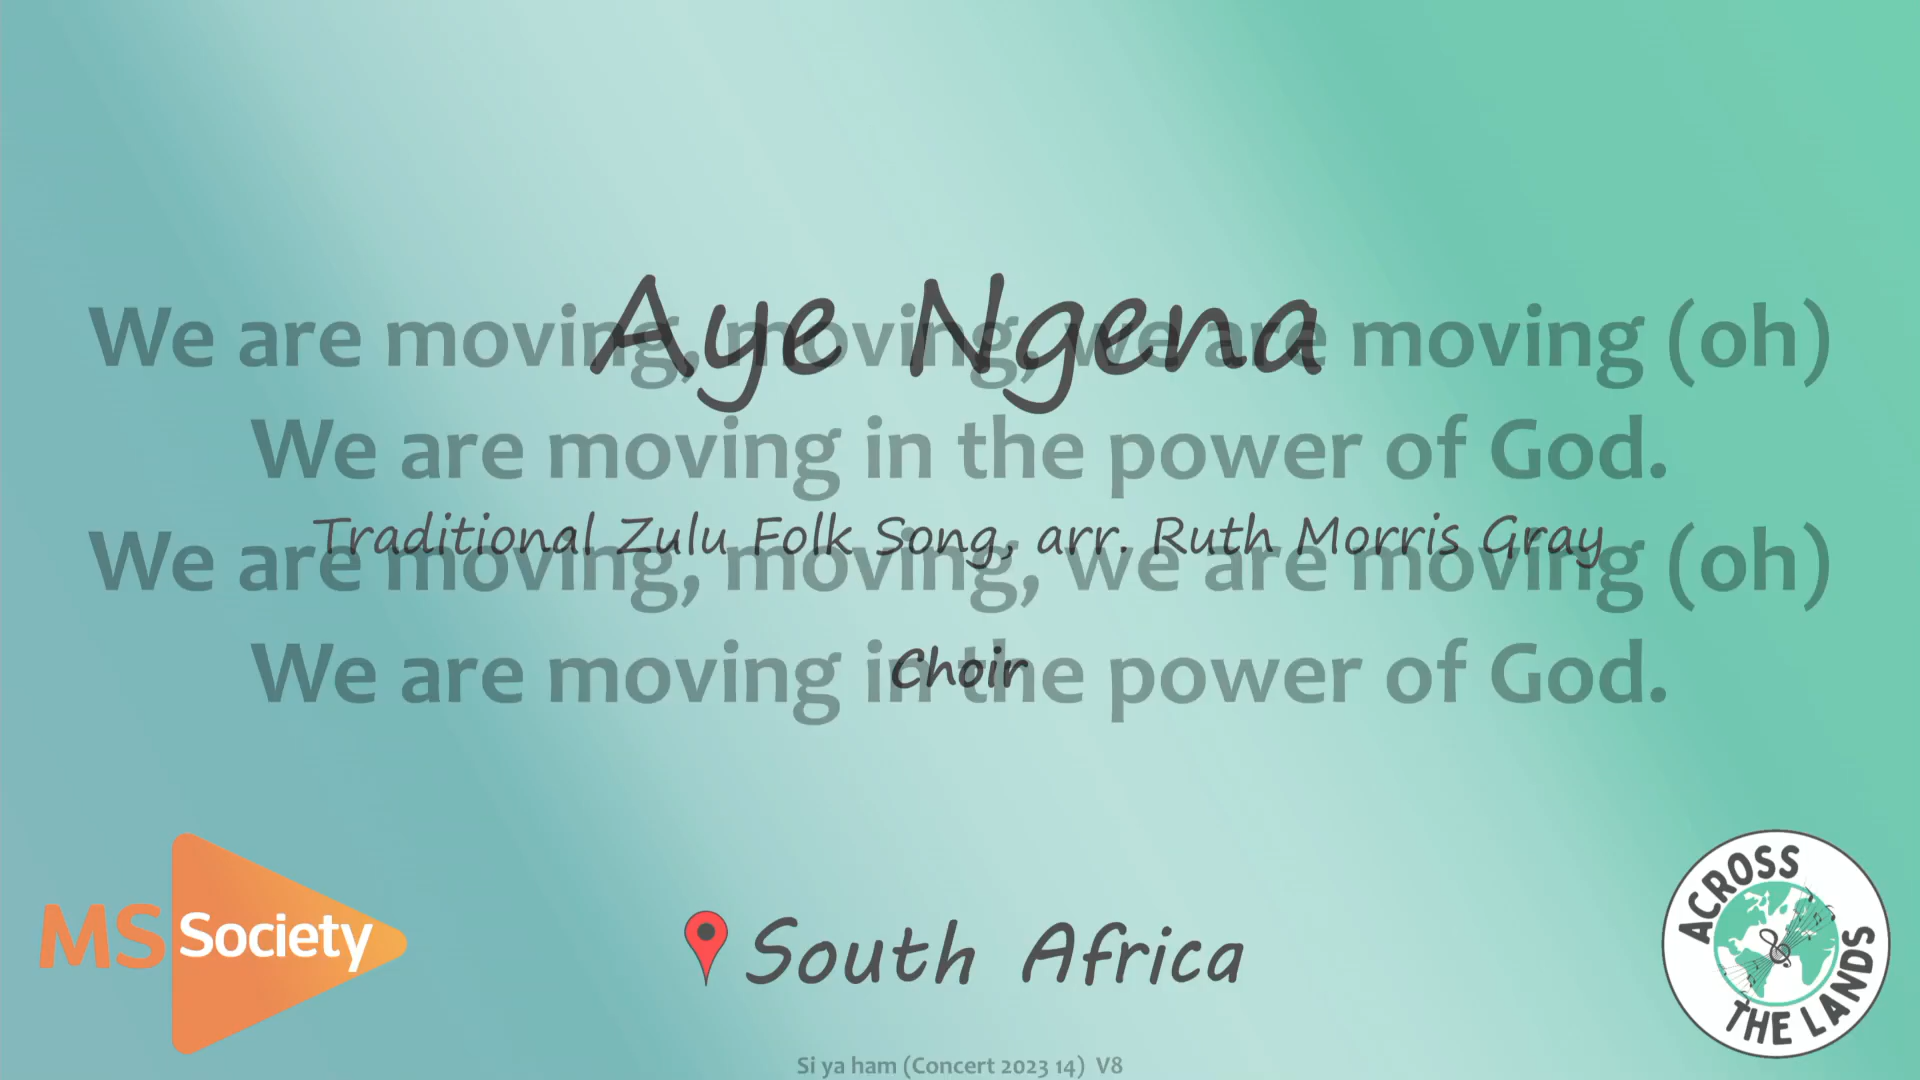 Aye Ngena
We are moving, moving, we are moving (oh)
We are moving in the power of God.
Traditional Zulu Folk Song, arr. Ruth Morris Gray
We are moving, moving, we are moving (oh)
We are moving in the power of God.
Choir
MS Society
South Africa
ACROSS THE LANDS
Si ya ham (Concert 2023 14) V8